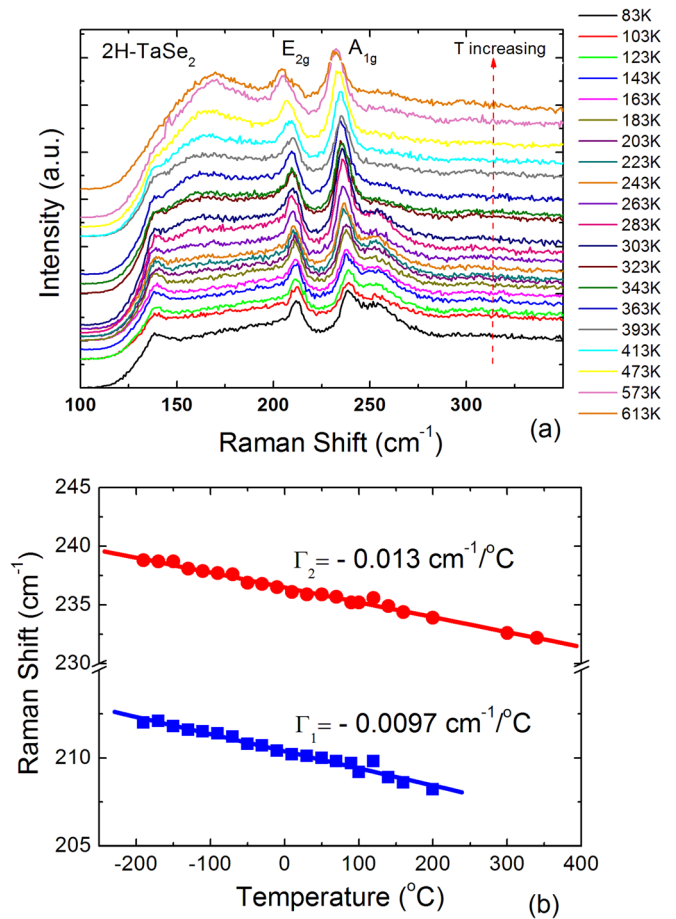 2H-TaSe2
E2g
A1g
T increasing
Intensity (a.u.)
100 150 200 250 300
Raman Shift (cm-1)
(a)
83K
103K
123K
143K
163K
183K
203K
223K
243K
263K
283K
303K
323K
343K
363K
393K
413K
473K
573K
613K
245
240
235
230
210
205
Raman Shift (cm-1)
Γ2= - 0.013 cm-1/oC
Γ1= - 0.0097 cm-1/oC
-200 -100 0 100 200 300 400
Temperature (oC)
(b)